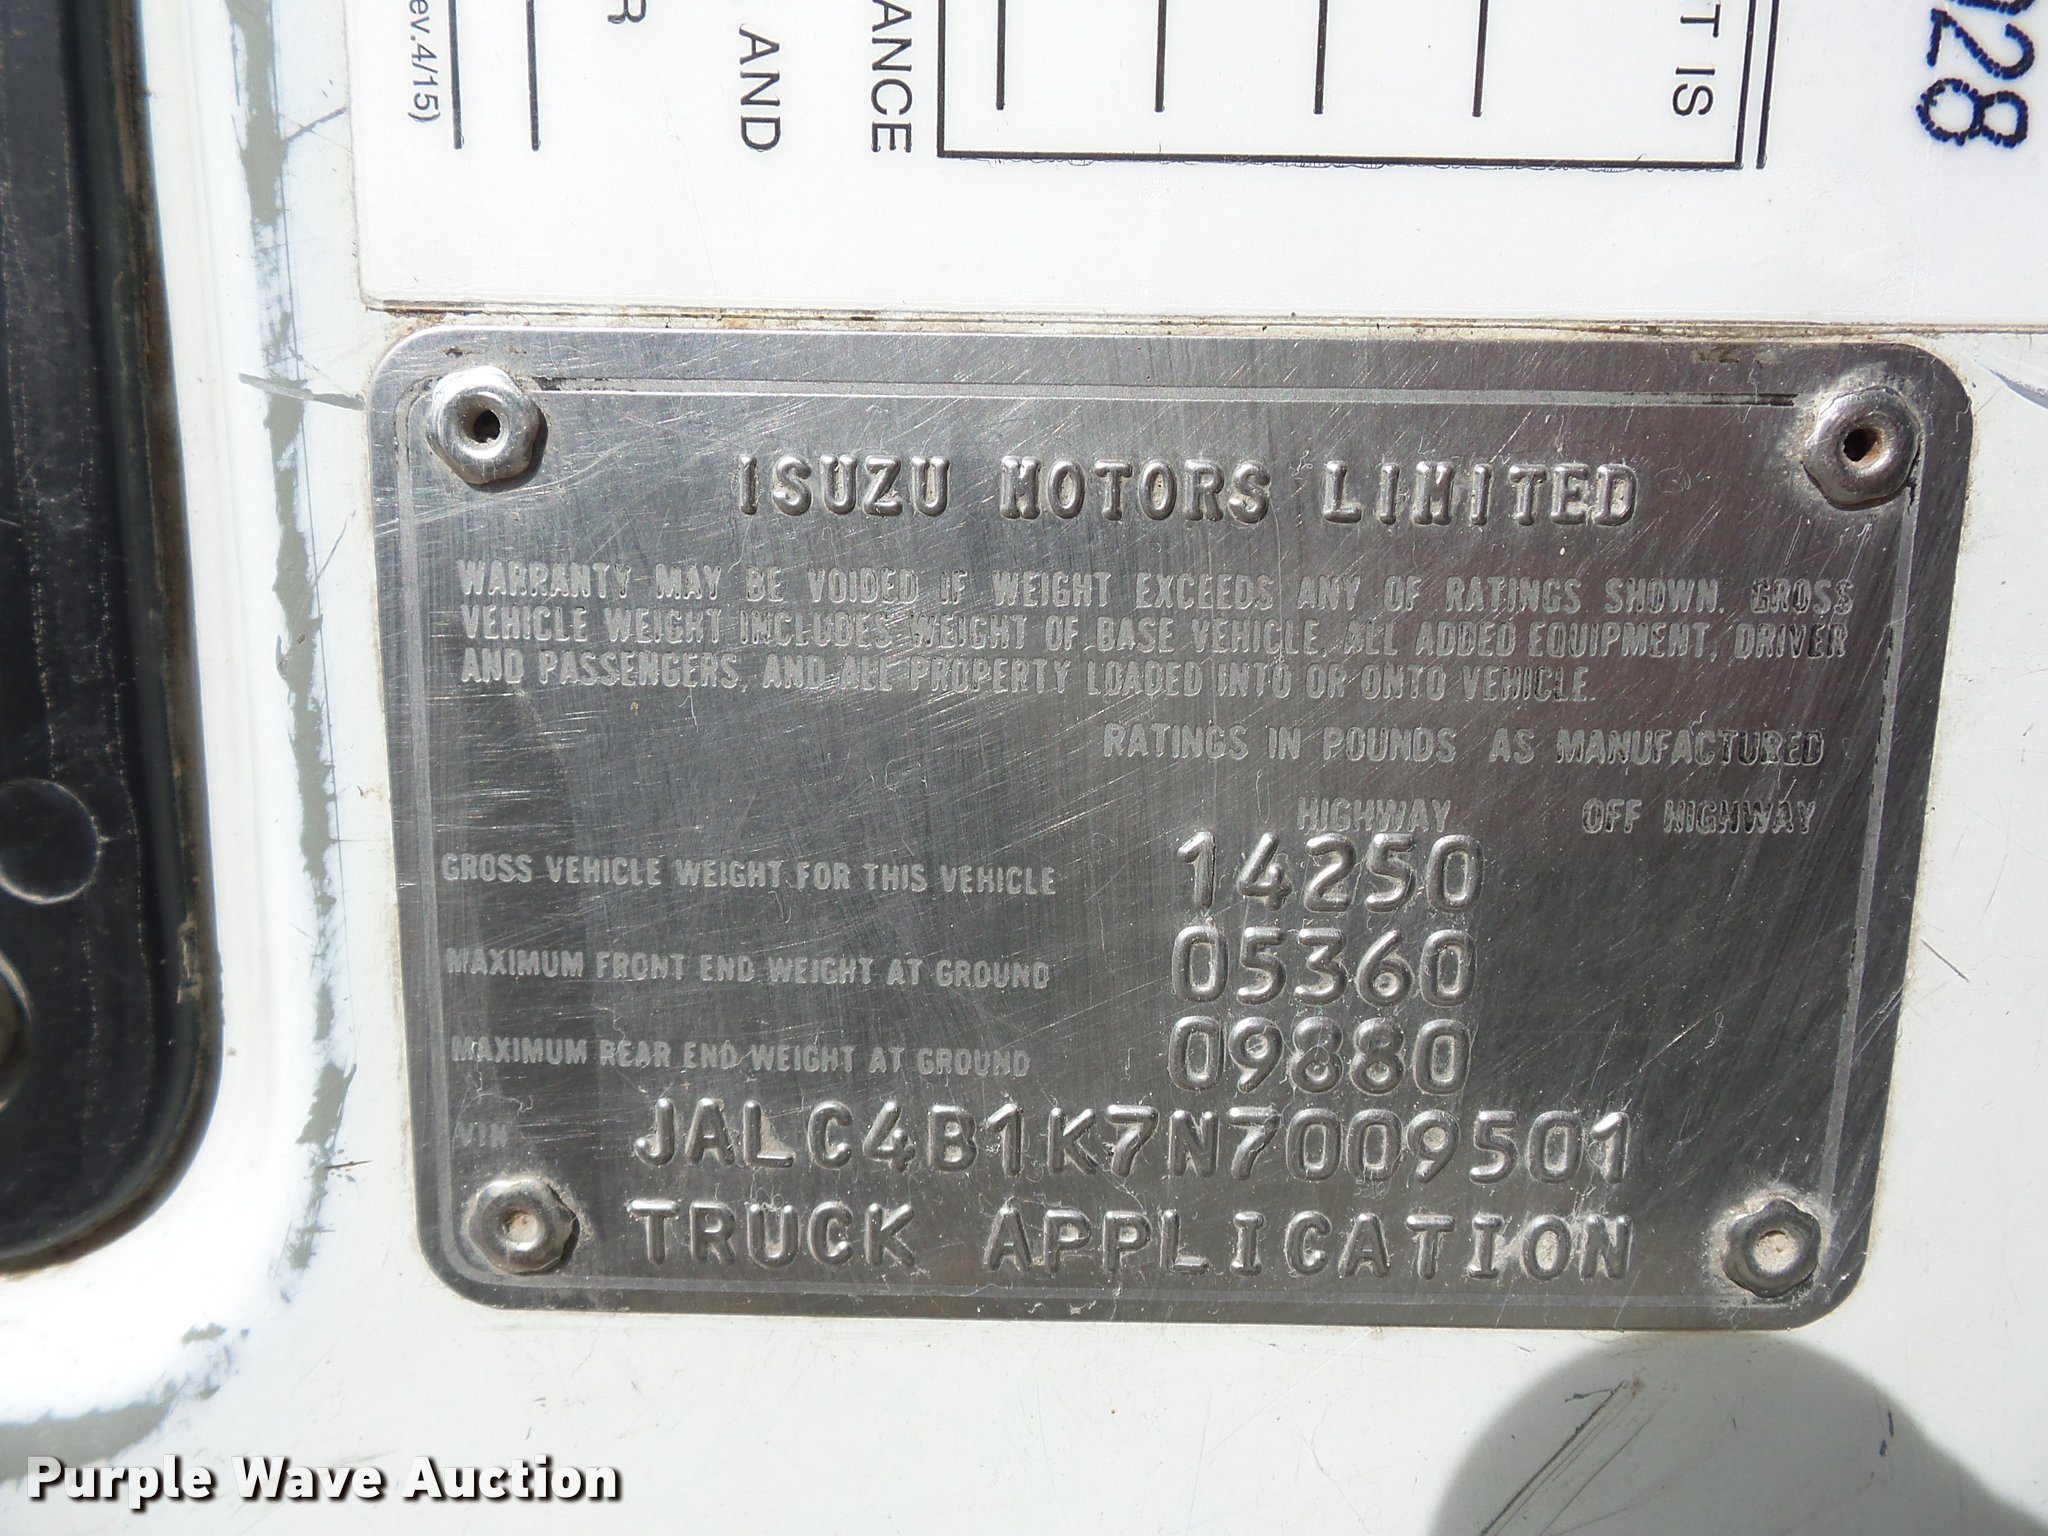 028
T IS
ANCE
AND
R
ev.4/15)
ISUZU MOTORS LIMITED
WARRANTY MAY BE VOIDED IF WEIGHT EXCEEDS ANY OF RATINGS SHOWN. GROSS
VEHICLE WEIGHT INCLUDES WEIGHT OF BASE VEHICLE, ALL ADDED EQUIPMENT, DRIVER
AND PASSENGERS, AND ALL PROPERTY LOADED INTO OR ONTO VEHICLE.
RATINGS IN POUNDS AS MANUFACTURED
HIGHWAY OFF HIGHWAY
GROSS VEHICLE WEIGHT FOR THIS VEHICLE 14250
MAXIMUM FRONT END WEIGHT AT GROUND 05360
MAXIMUM REAR END WEIGHT AT GROUND 09880
VIN JALC4B1K7N7009501
TRUCK APPLICATION
Purple Wave Auction